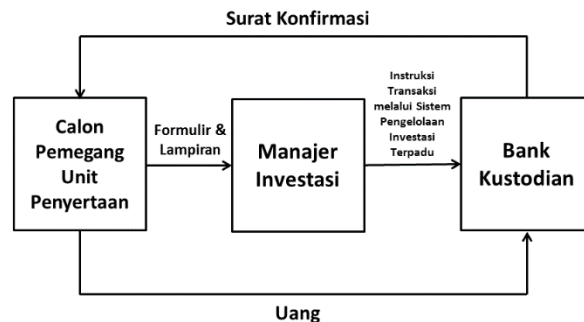 Surat Konfirmasi
Calon
Pemegang
Unit
Penyertaan
Formulir &
Lampiran
Manajer
Investasi
Instruksi
Transaksi
melalui Sistem
Pengelolaan
Investasi
Terpadu
Bank
Kustodian
Uang